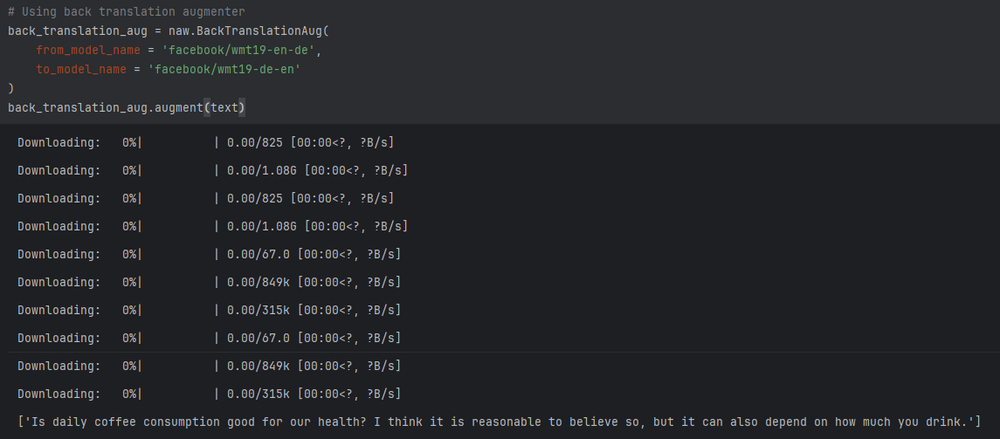 # Using back translation augmenter
back_translation_aug = naw.BackTranslationAug(
    from_model_name = 'facebook/wmt19-en-de',
    to_model_name = 'facebook/wmt19-de-en'
)
back_translation_aug.augment(text)
Downloading:   0%|          | 0.00/825 [00:00<?, ?B/s]
Downloading:   0%|          | 0.00/1.08G [00:00<?, ?B/s]
Downloading:   0%|          | 0.00/825 [00:00<?, ?B/s]
Downloading:   0%|          | 0.00/1.08G [00:00<?, ?B/s]
Downloading:   0%|          | 0.00/67.0 [00:00<?, ?B/s]
Downloading:   0%|          | 0.00/849k [00:00<?, ?B/s]
Downloading:   0%|          | 0.00/315k [00:00<?, ?B/s]
Downloading:   0%|          | 0.00/67.0 [00:00<?, ?B/s]
Downloading:   0%|          | 0.00/849k [00:00<?, ?B/s]
Downloading:   0%|          | 0.00/315k [00:00<?, ?B/s]
['Is daily coffee consumption good for our health? I think it is reasonable to believe so, but it can also depend on how much you drink.']